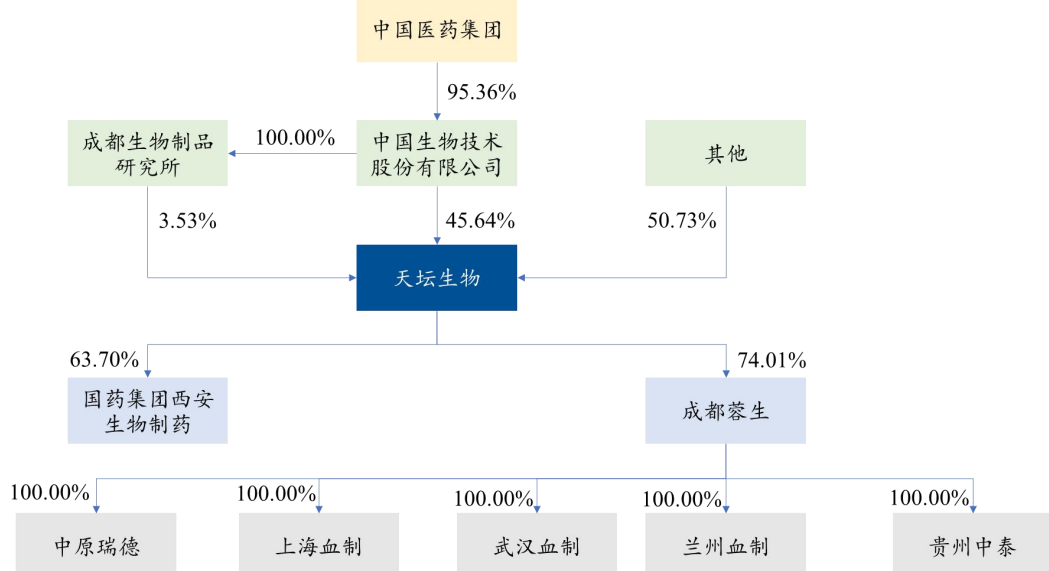 中国医药集团
95.36%
成都生物制品
研究所
100.00%
中国生物技术
股份有限公司
其他
3.53%
45.64%
50.73%
天坛生物
63.70%
74.01%
国药集团西安
生物制药
成都蓉生
100.00%
100.00%
100.00%
100.00%
100.00%
中原瑞德
上海血制
武汉血制
兰州血制
贵州中泰